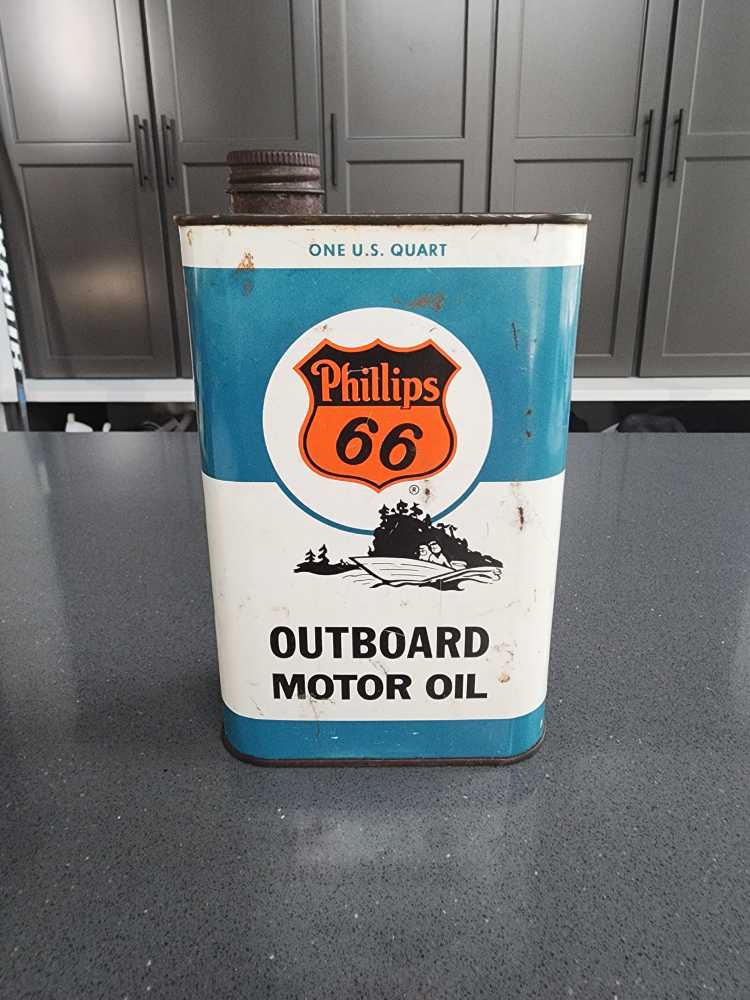 ONE U.S. QUART
Phillips
66
®
OUTBOARD
MOTOR OIL